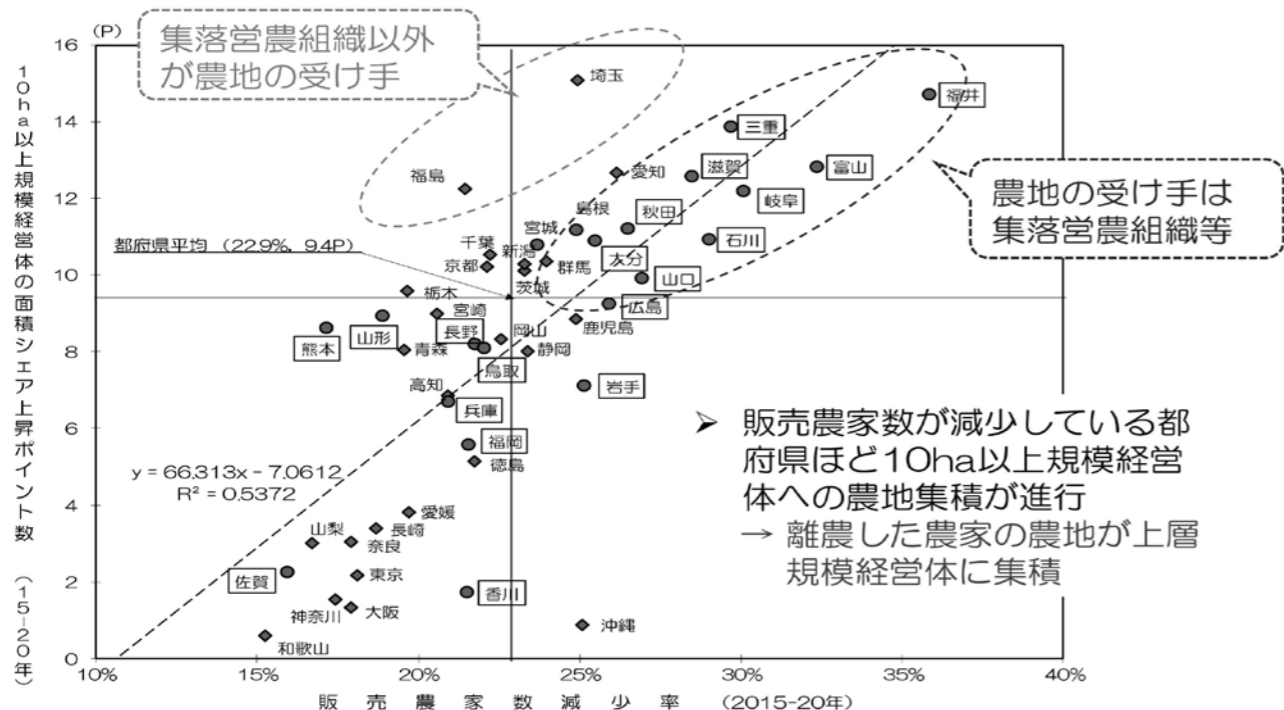 (P)
16
14
12
10
8
6
4
2
0
10%
15%
20%
25%
30%
35%
40%
10ha以上規模経営体の面積シェア上昇ポイント数 (15-20年)
販売農家数減少率 (2015-20年)
集落営農組織以外
が農地の受け手
農地の受け手は
集落営農組織等
都府県平均 (22.9%, 9.4P)
y = 66.313x - 7.0612
R² = 0.5372
埼玉
福井
三重
福島
愛知
滋賀
富山
岐阜
島根
秋田
宮城
石川
千葉
新潟
大分
京都
群馬
茨城
山口
栃木
広島
宮崎
鹿児島
山形
長野
岡山
熊本
青森
静岡
鳥取
高知
岩手
兵庫
福岡
徳島
愛媛
山梨
長崎
奈良
佐賀
東京
香川
神奈川
大阪
沖縄
和歌山
➢ 販売農家数が減少している都
府県ほど10ha以上規模経営
体への農地集積が進行
→ 離農した農家の農地が上層
規模経営体に集積